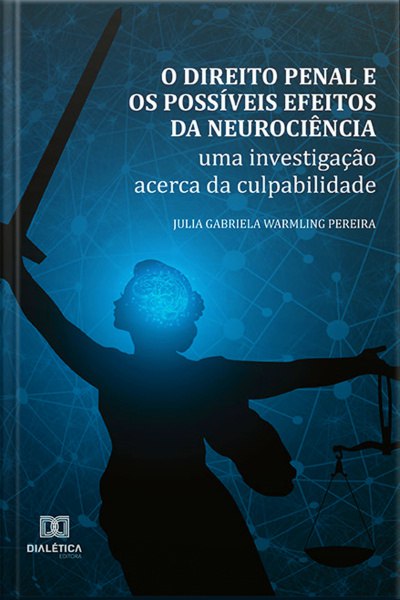 O DIREITO PENAL E
OS POSSÍVEIS EFEITOS
DA NEUROCIÊNCIA
uma investigação
acerca da culpabilidade
JULIA GABRIELA WARMLING PEREIRA
DIALÉTICA
EDITORA